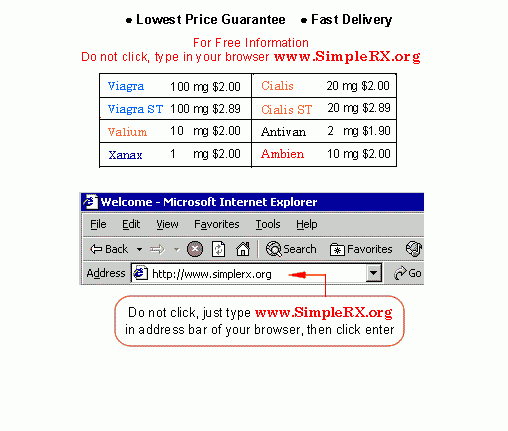 ● Lowest Price Guarantee ● Fast Delivery
For Free Information
Do not click, type in your browser www.SimpleRX.org
Viagra 100 mg $2.00 Cialis 20 mg $2.00
Viagra ST 100 mg $2.89 Cialis ST 20 mg $2.89
Valium 10 mg $2.00 Antivan 2 mg $1.90
Xanax 1 mg $2.00 Ambien 10 mg $2.00
Welcome - Microsoft Internet Explorer
File Edit View Favorites Tools Help
Back Search Favorites
Address http://www.simplerx.org Go
Do not click, just type www.SimpleRX.org
in address bar of your browser, then click enter